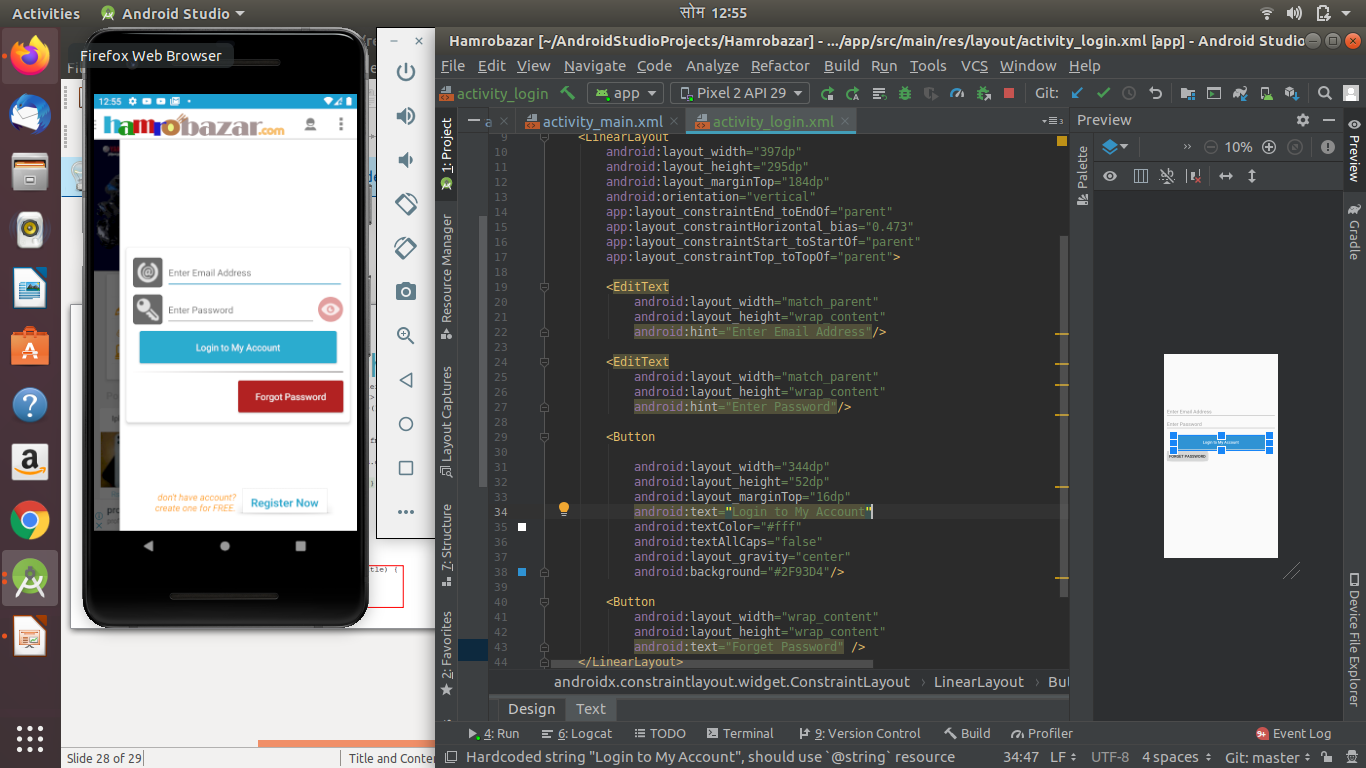 Activities
Android Studio
सोम 12:55
Firefox Web Browser
12:55
hamrobazar.com
Enter Email Address
Enter Password
Login to My Account
Forgot Password
don't have account?
create one for FREE.
Register Now
Slide 28 of 29
Title and Conte
Hamrobazar [~/AndroidStudioProjects/Hamrobazar] - .../app/src/main/res/layout/activity_login.xml [app] - Android Studio
File Edit View Navigate Code Analyze Refactor Build Run Tools VCS Window Help
activity_login
app
Pixel 2 API 29
Git:
1: Project
Resource Manager
Layout Captures
7: Structure
2: Favorites
a
activity_main.xml
activity_login.xml
9 <LinearLayout
10 android:layout_width="397dp"
11 android:layout_height="295dp"
12 android:layout_marginTop="184dp"
13 android:orientation="vertical"
14 app:layout_constraintEnd_toEndOf="parent"
15 app:layout_constraintHorizontal_bias="0.473"
16 app:layout_constraintStart_toStartOf="parent"
17 app:layout_constraintTop_toTopOf="parent">
18
19 <EditText
20 android:layout_width="match_parent"
21 android:layout_height="wrap_content"
22 android:hint="Enter Email Address"/>
23
24 <EditText
25 android:layout_width="match_parent"
26 android:layout_height="wrap_content"
27 android:hint="Enter Password"/>
28
29 <Button
30
31 android:layout_width="344dp"
32 android:layout_height="52dp"
33 android:layout_marginTop="16dp"
34 android:text="Login to My Account"
35 android:textColor="#fff"
36 android:textAllCaps="false"
37 android:layout_gravity="center"
38 android:background="#2F93D4"/>
39
40 <Button
41 android:layout_width="wrap_content"
42 android:layout_height="wrap_content"
43 android:text="Forget Password" />
44 </LinearLayout>
androidx.constraintlayout.widget.ConstraintLayout › LinearLayout › But
Design Text
Palette
Preview
10%
Enter Email Address
Enter Password
Login to My Account
FORGET PASSWORD
Preview
Gradle
Device File Explorer
4: Run 6: Logcat TODO Terminal 9: Version Control Build Profiler 9+ Event Log
Hardcoded string "Login to My Account", should use `@string` resource
34:47 LF UTF-8 4 spaces Git: master